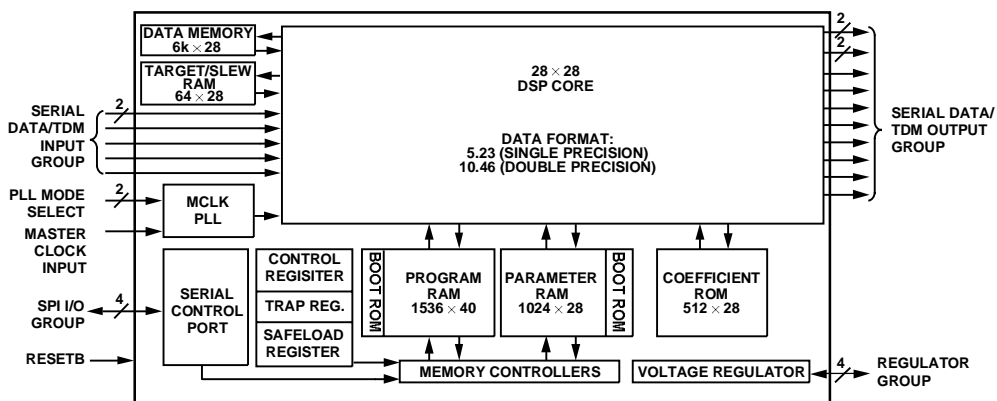 DATA MEMORY
6k × 28
TARGET/SLEW
RAM
64 × 28
28 × 28
DSP CORE
DATA FORMAT:
5.23 (SINGLE PRECISION)
10.46 (DOUBLE PRECISION)
2
2
SERIAL DATA/
TDM OUTPUT
GROUP
SERIAL
DATA/TDM
INPUT
GROUP
2
PLL MODE
SELECT
2
MASTER
CLOCK
INPUT
MCLK
PLL
SPI I/O
GROUP
4
RESETB
SERIAL
CONTROL
PORT
CONTROL
REGISITER
TRAP REG.
SAFELOAD
REGISTER
BOOT ROM
PROGRAM
RAM
1536 × 40
PARAMETER
RAM
1024 × 28
BOOT ROM
COEFFICIENT
ROM
512 × 28
MEMORY CONTROLLERS
VOLTAGE REGULATOR
4
REGULATOR
GROUP